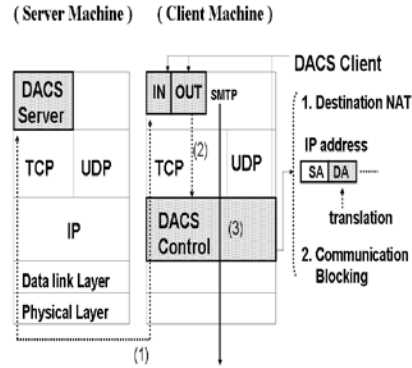 ( Server Machine )
( Client Machine )
DACS Server
TCP
UDP
IP
Data link Layer
Physical Layer
(1)
IN
OUT
SMTP
(2)
TCP
UDP
DACS Control
(3)
DACS Client
1. Destination NAT
IP address
SA
DA
translation
2. Communication Blocking